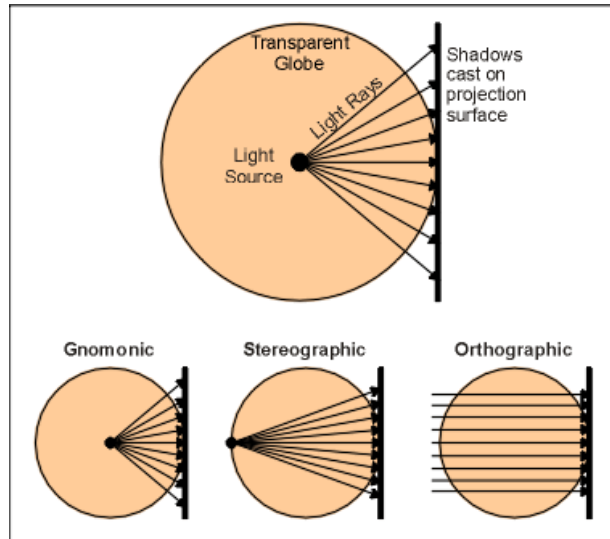 Transparent
Globe
Shadows
cast on
projection
surface
Light Rays
Light
Source
Gnomonic
Stereographic
Orthographic